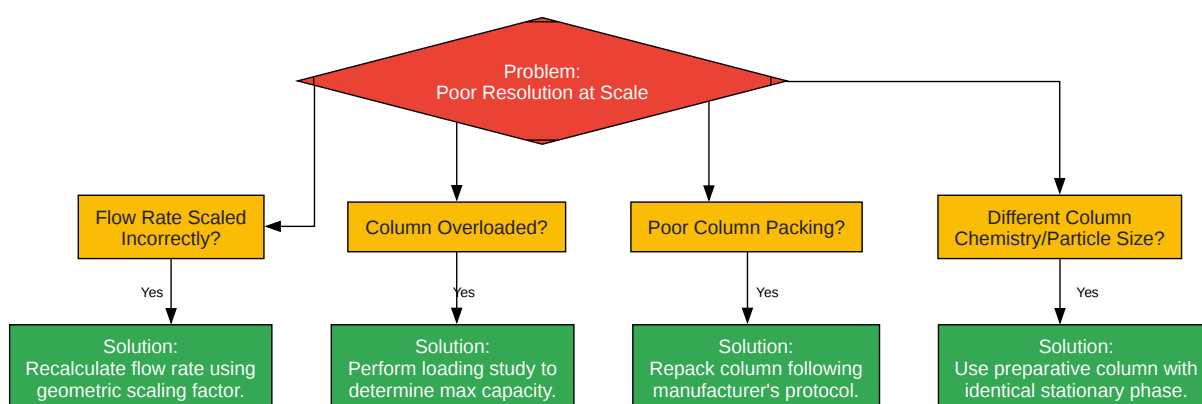 Problem:
Poor Resolution at Scale
Flow Rate Scaled
Incorrectly?
Column Overloaded?
Poor Column Packing?
Different Column
Chemistry/Particle Size?
Yes
Yes
Yes
Yes
Solution:
Recalculate flow rate using
geometric scaling factor.
Solution:
Perform loading study to
determine max capacity.
Solution:
Repack column following
manufacturer's protocol.
Solution:
Use preparative column with
identical stationary phase.